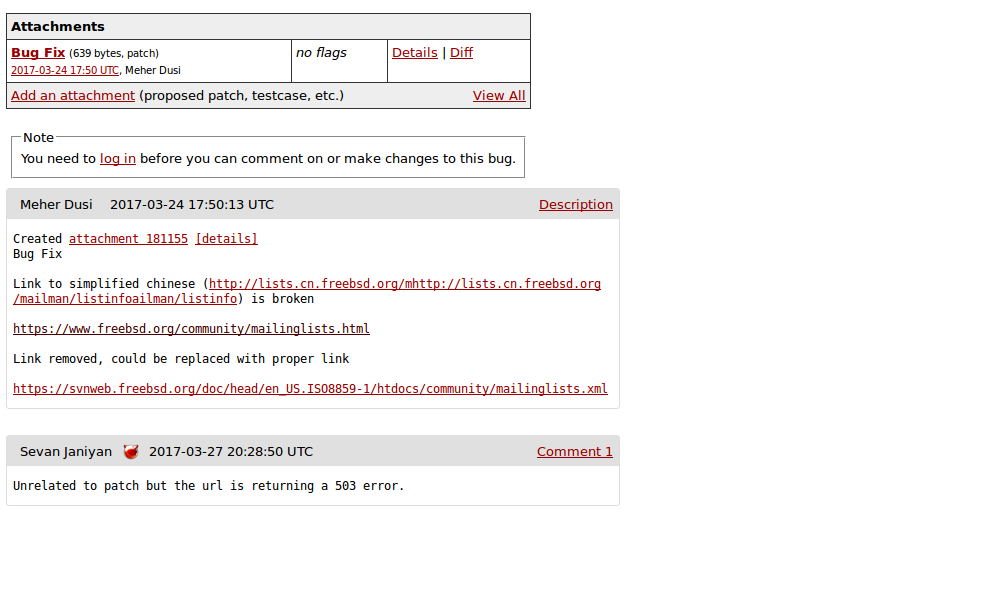 Attachments
Bug Fix (639 bytes, patch) no flags Details | Diff
2017-03-24 17:50 UTC, Meher Dusi
Add an attachment (proposed patch, testcase, etc.) View All
Note
You need to log in before you can comment on or make changes to this bug.
Meher Dusi 2017-03-24 17:50:13 UTC Description
Created attachment 181155 [details]
Bug Fix
Link to simplified chinese (http://lists.cn.freebsd.org/mhttp://lists.cn.freebsd.org
/mailman/listinfoailman/listinfo) is broken
https://www.freebsd.org/community/mailinglists.html
Link removed, could be replaced with proper link
https://svnweb.freebsd.org/doc/head/en_US.ISO8859-1/htdocs/community/mailinglists.xml
Sevan Janiyan 2017-03-27 20:28:50 UTC Comment 1
Unrelated to patch but the url is returning a 503 error.